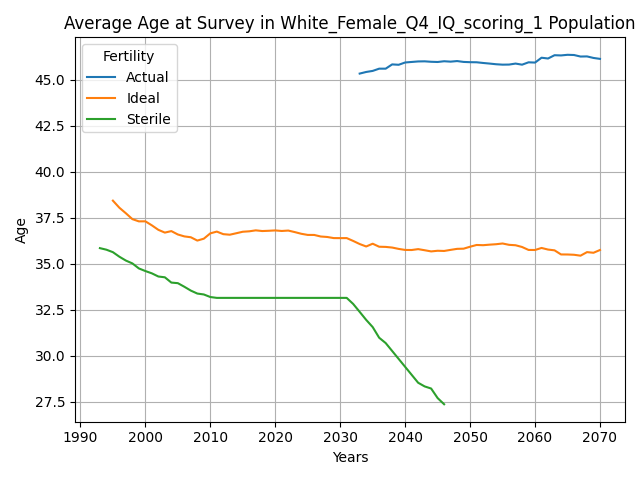 Average Age at Survey in White_Female_Q4_IQ_scoring_1 Population
Fertility
Actual
Ideal
Sterile
45.0
42.5
40.0
37.5
35.0
32.5
30.0
27.5
Age
1990 2000 2010 2020 2030 2040 2050 2060 2070
Years